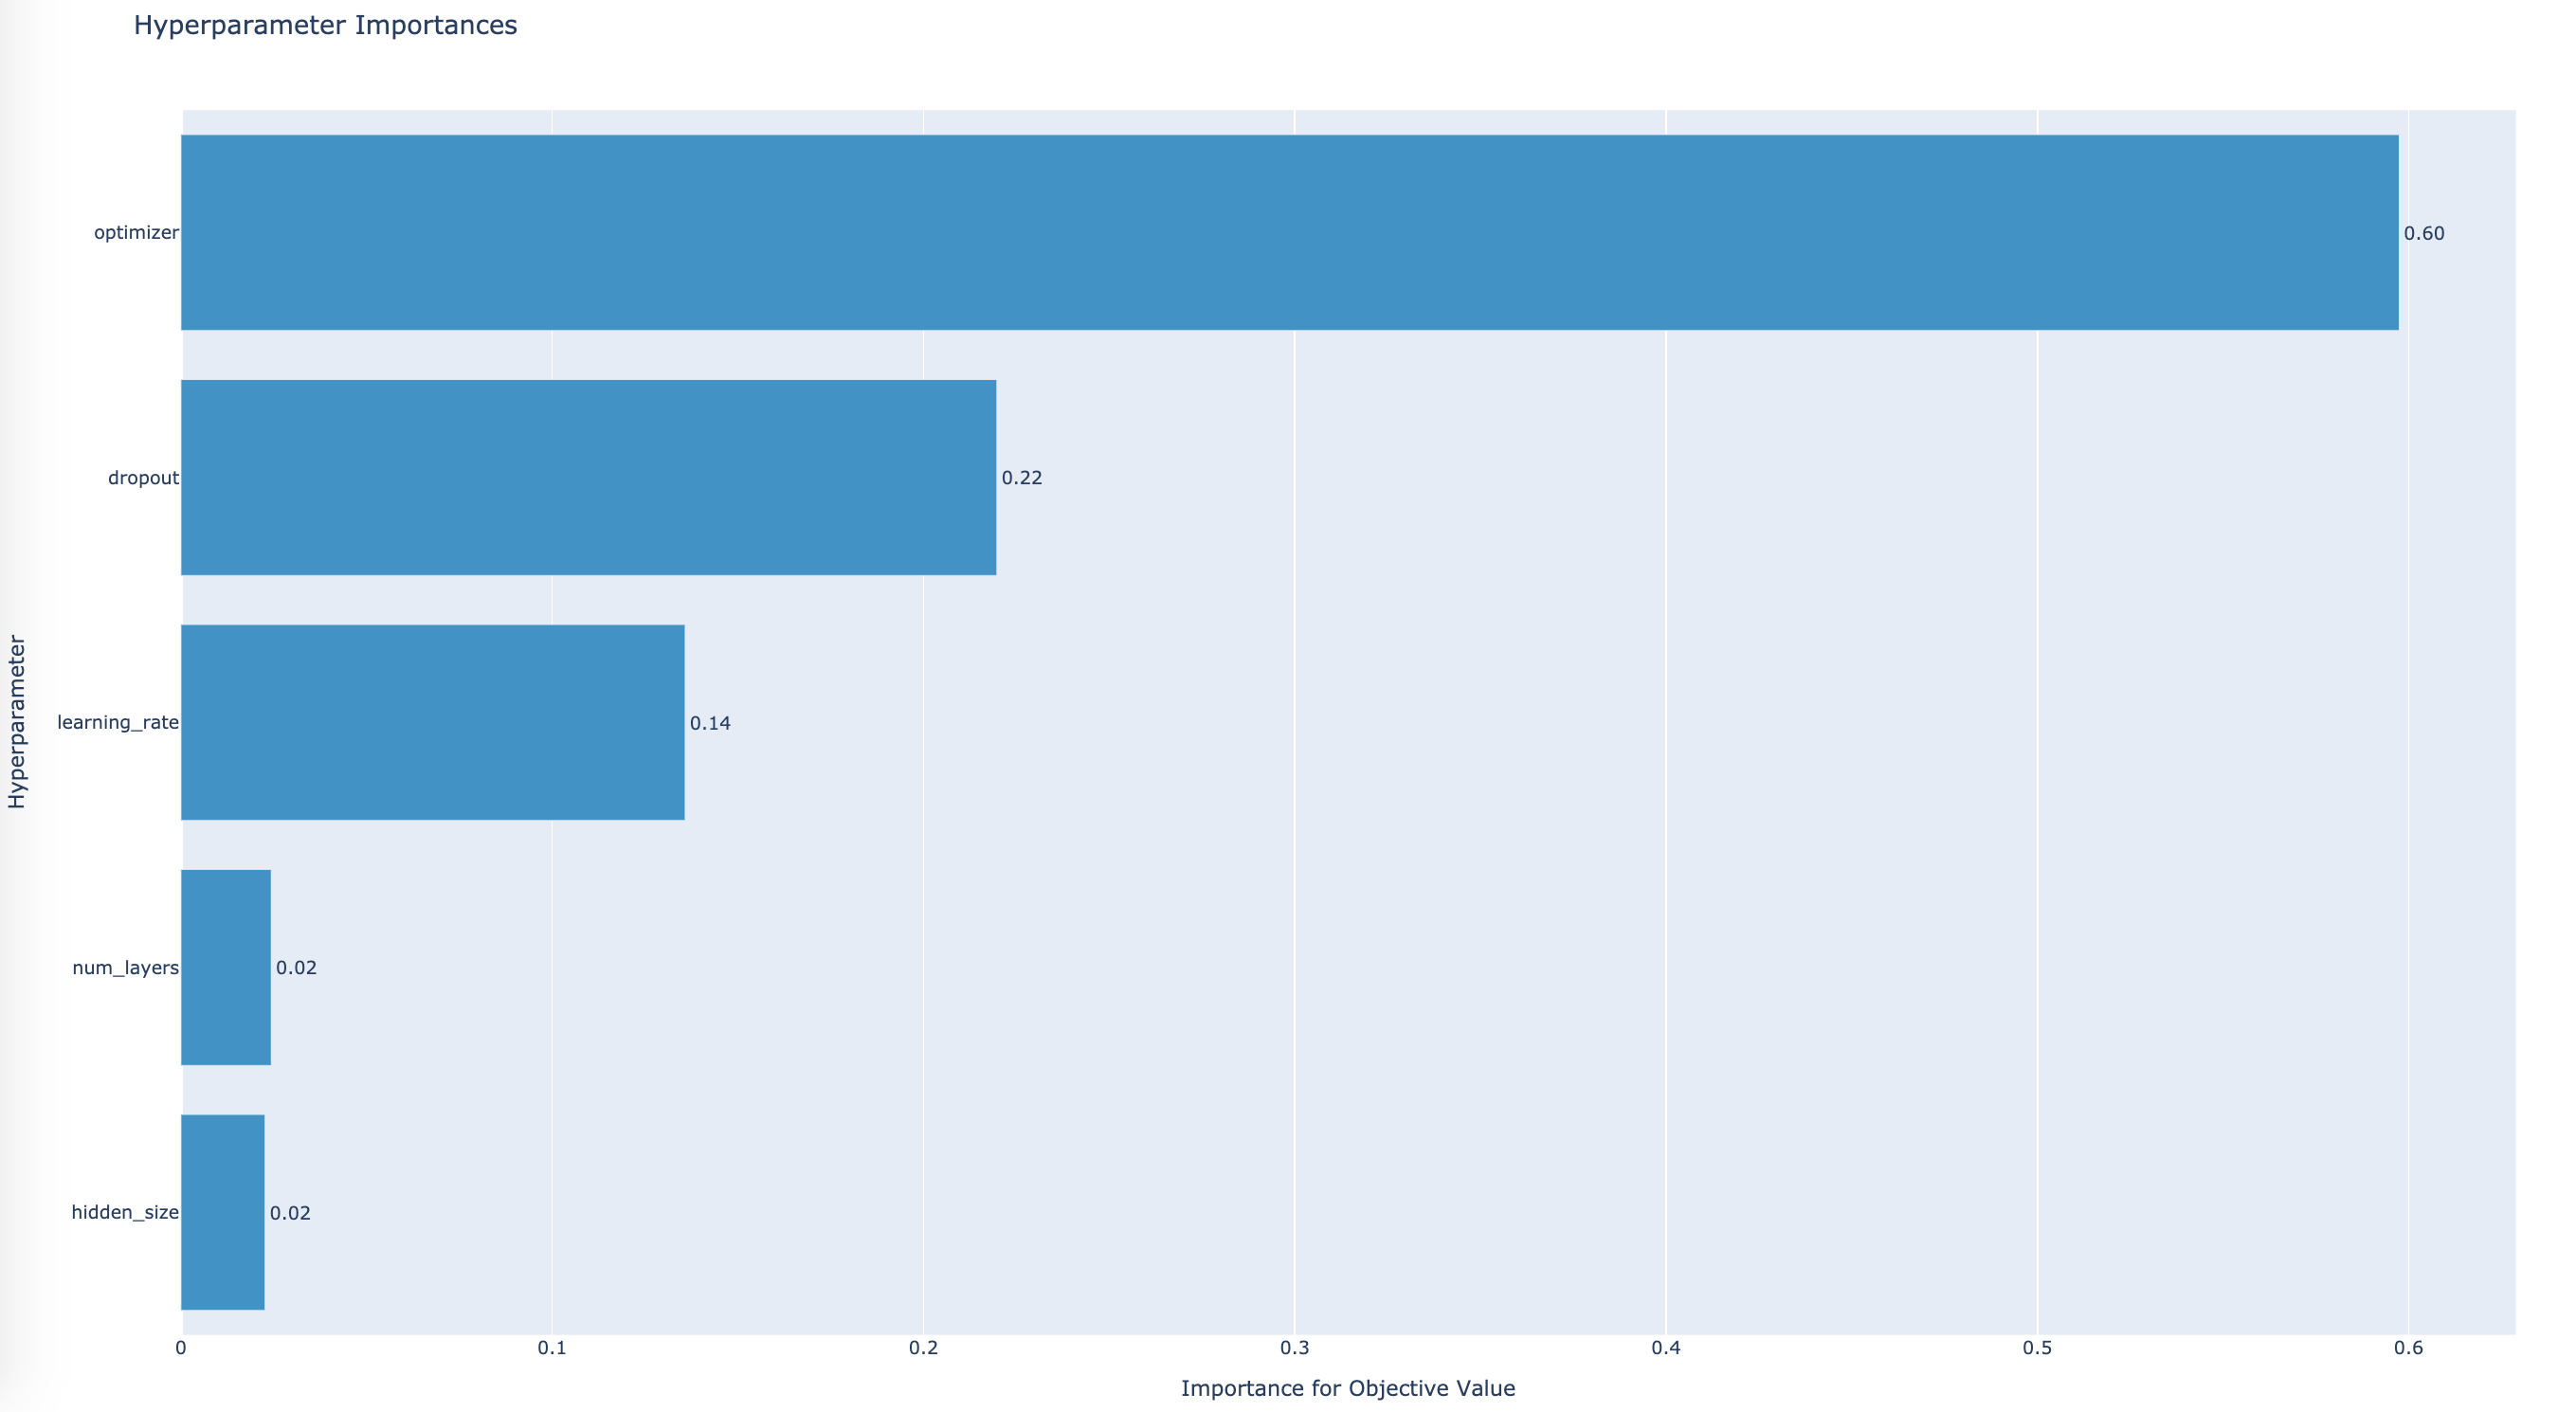 Hyperparameter Importances
optimizer
0.60
dropout
0.22
learning_rate
0.14
num_layers
0.02
hidden_size
0.02
Hyperparameter
0 0.1 0.2 0.3 0.4 0.5 0.6
Importance for Objective Value